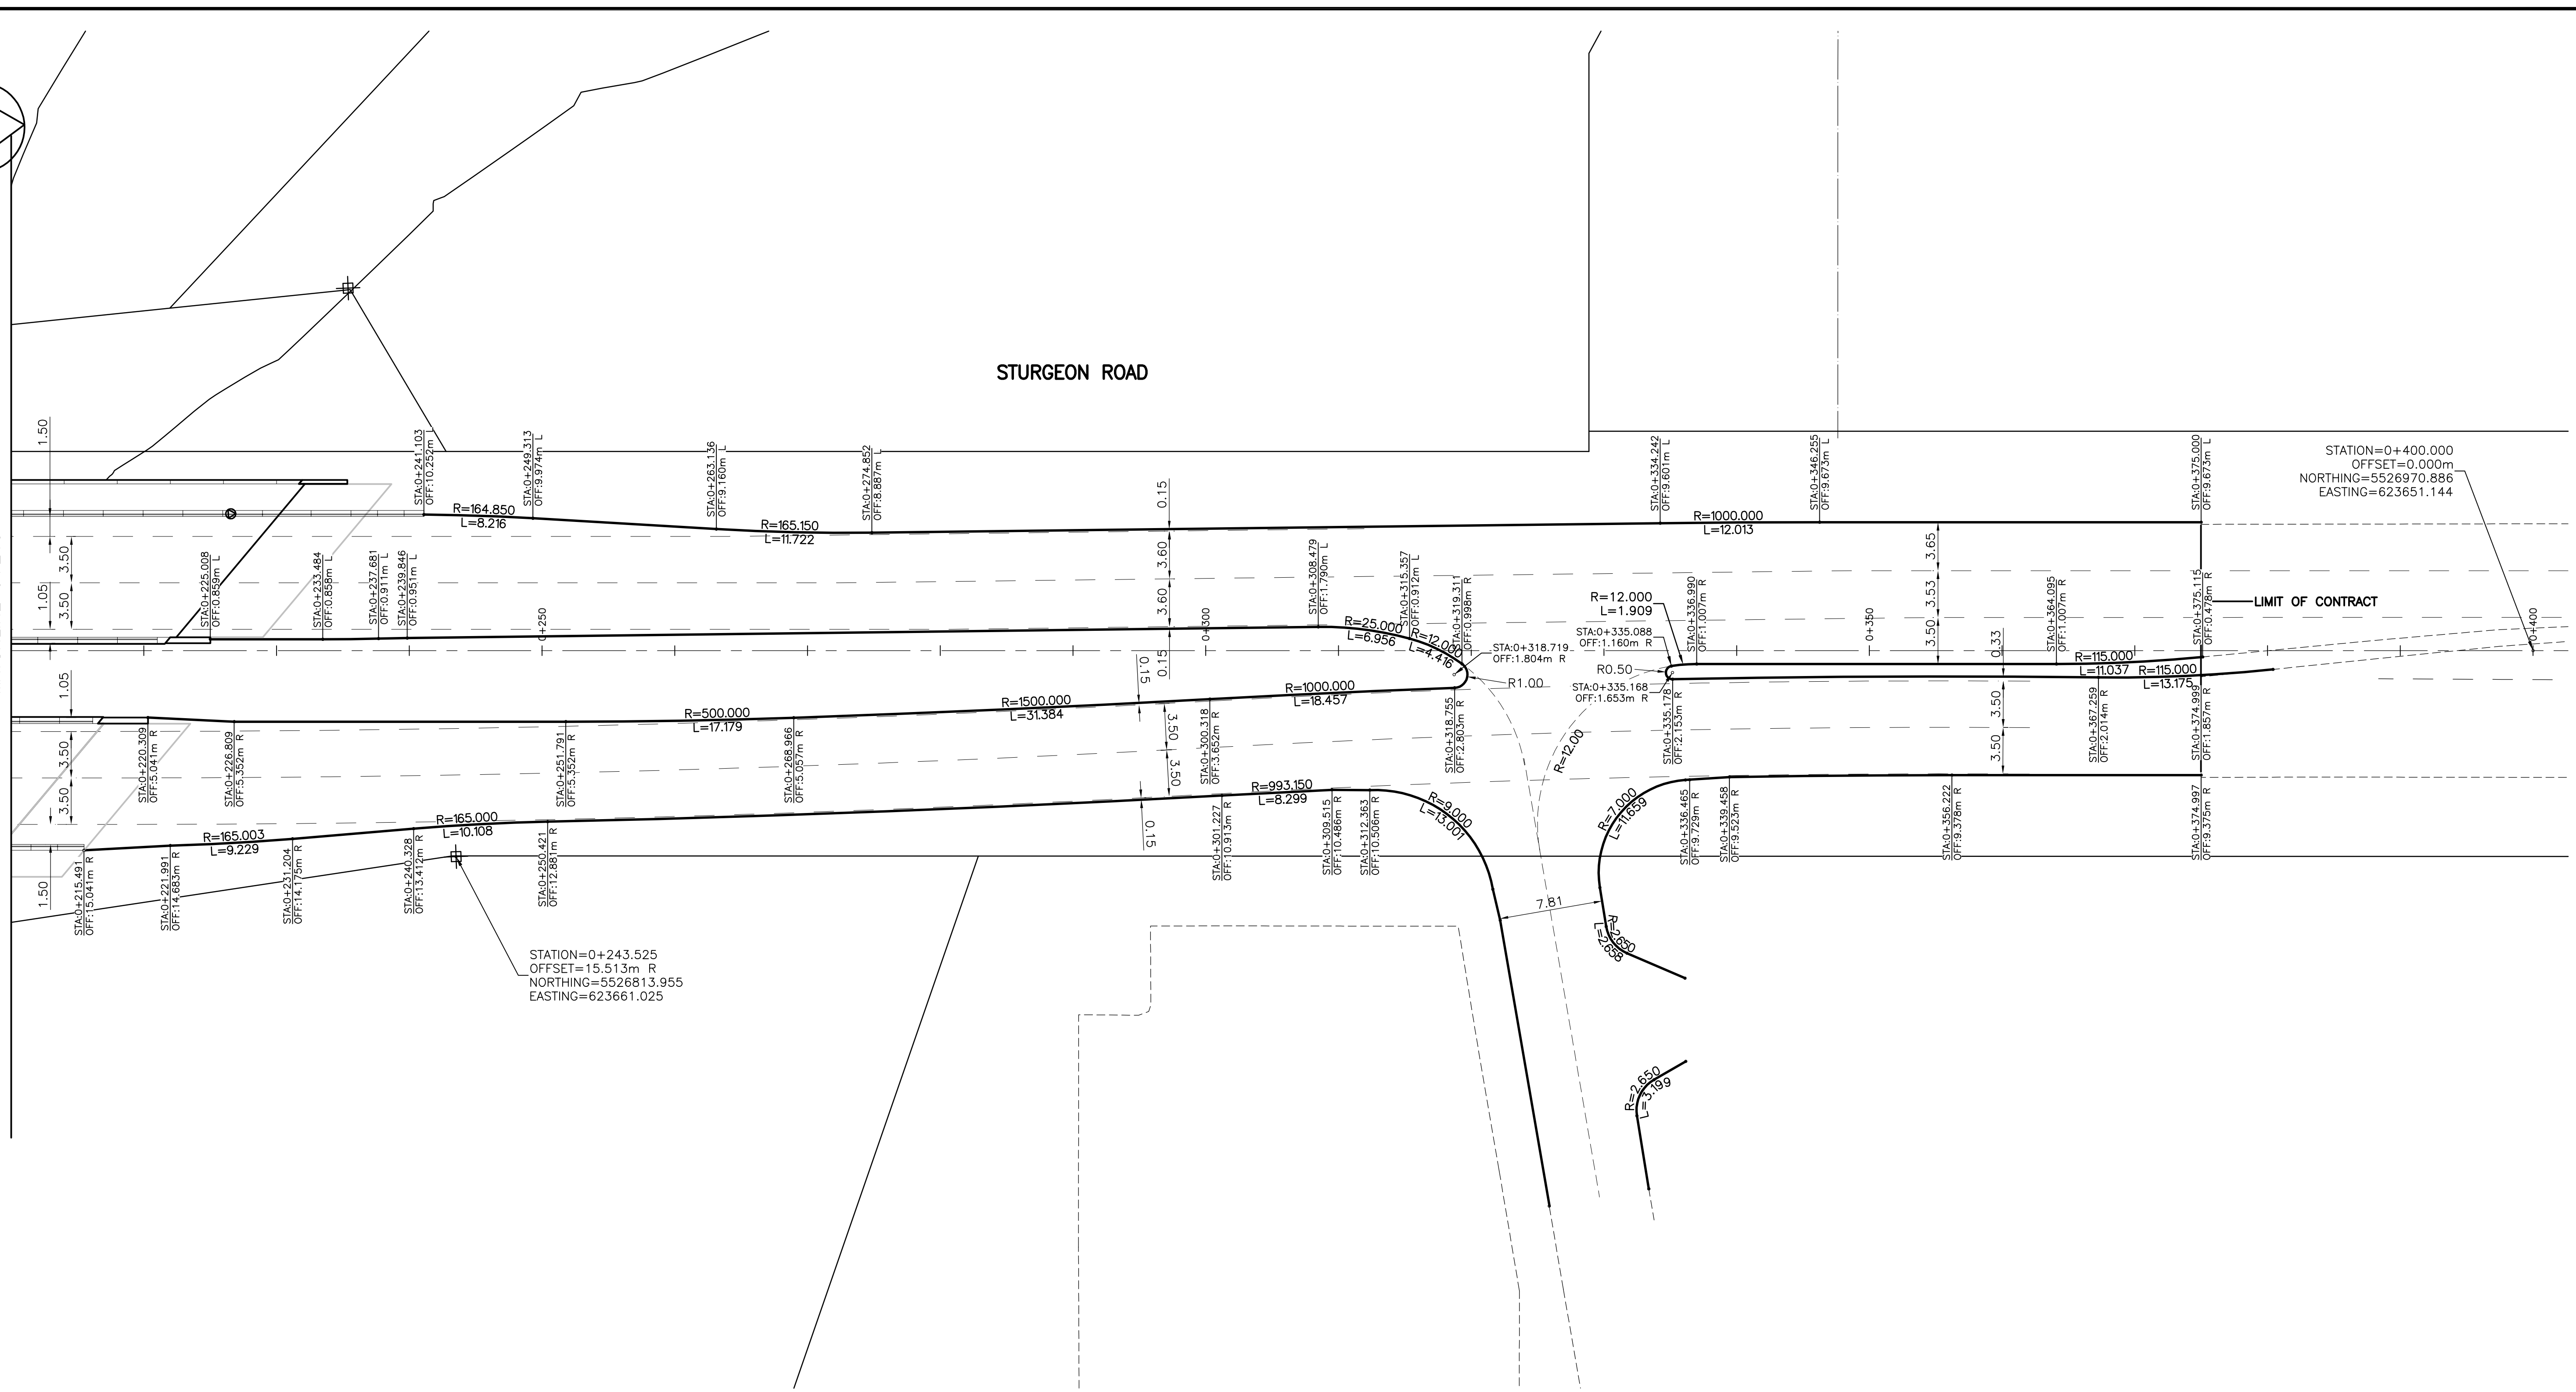 STURGEON ROAD
1.50
3.50
1.05
3.50
1.05
3.50
3.50
1.50
STA:0+241.103
OFF:10.252m L
STA:0+249.313
OFF:9.974m L
STA:0+263.136
OFF:9.160m L
STA:0+274.852
OFF:8.887m L
STA:0+334.242
OFF:9.601m L
STA:0+346.255
OFF:9.673m L
STA:0+375.000
OFF:9.673m L
STATION=0+400.000
OFFSET=0.000m
NORTHING=5526970.886
EASTING=623651.144
R=164.850
L=8.216
R=165.150
L=11.722
R=1000.000
L=12.013
0.15
3.60
3.60
0.15
3.65
3.53
3.50
0.33
3.50
3.50
STA:0+225.008
OFF:0.859m L
STA:0+233.484
OFF:0.858m L
STA:0+237.681
OFF:0.911m L
STA:0+239.846
OFF:0.951m L
0+250
0+300
0+350
0+400
STA:0+308.479
OFF:1.790m L
STA:0+315.357
OFF:0.912m L
STA:0+319.311
OFF:0.998m R
R=25.000
L=6.956
R=12.000
L=4.416
STA:0+318.719
OFF:1.804m R
R1.00
R=12.000
L=1.909
STA:0+335.088
OFF:1.160m R
R0.50
STA:0+335.168
OFF:1.653m R
STA:0+336.990
OFF:1.007m R
STA:0+364.095
OFF:1.007m R
STA:0+375.115
OFF:0.478m R
LIMIT OF CONTRACT
R=115.000
L=11.037
R=115.000
L=13.175
STA:0+220.309
OFF:5.041m R
STA:0+226.809
OFF:5.352m R
STA:0+251.791
OFF:5.352m R
R=500.000
L=17.179
STA:0+268.966
OFF:5.057m R
R=1500.000
L=31.384
0.15
3.50
3.50
0.15
STA:0+300.318
OFF:3.652m R
R=1000.000
L=18.457
STA:0+318.755
OFF:2.803m R
STA:0+335.178
OFF:2.153m R
STA:0+367.259
OFF:2.014m R
STA:0+374.999
OFF:1.857m R
R=12.00
R=165.003
L=9.229
R=165.000
L=10.108
R=993.150
L=8.299
R=9.000
L=13.001
R=7.000
L=11.659
STA:0+215.491
OFF:15.041m R
STA:0+221.991
OFF:14.683m R
STA:0+231.204
OFF:14.175m R
STA:0+240.328
OFF:13.412m R
STA:0+250.421
OFF:12.881m R
STA:0+301.227
OFF:10.913m R
STA:0+309.515
OFF:10.486m R
STA:0+312.363
OFF:10.506m R
STA:0+336.465
OFF:9.729m R
STA:0+339.458
OFF:9.523m R
STA:0+356.222
OFF:9.378m R
STA:0+374.997
OFF:9.375m R
7.81
R=2.650
L=2.658
STATION=0+243.525
OFFSET=15.513m R
NORTHING=5526813.955
EASTING=623661.025
R=2.650
L=3.199